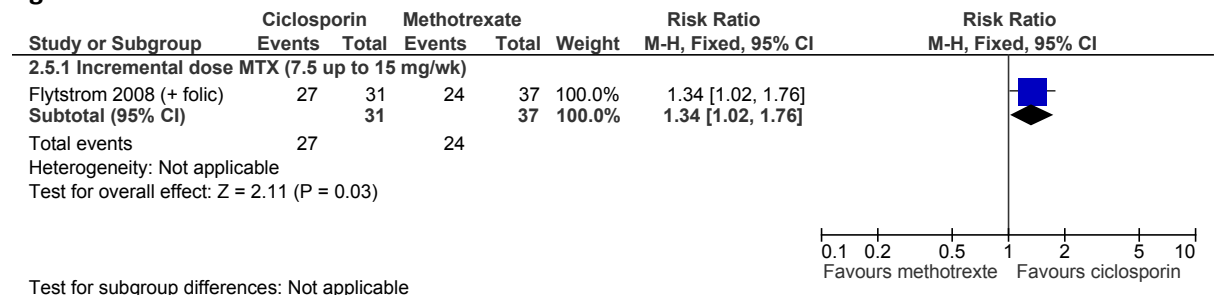 Ciclosporin Methotrexate Risk Ratio Risk Ratio
Study or Subgroup Events Total Events Total Weight M-H, Fixed, 95% CI M-H, Fixed, 95% CI
2.5.1 Incremental dose MTX (7.5 up to 15 mg/wk)
Flytstrom 2008 (+ folic) 27 31 24 37 100.0% 1.34 [1.02, 1.76]
Subtotal (95% CI) 31 37 100.0% 1.34 [1.02, 1.76]
Total events 27 24
Heterogeneity: Not applicable
Test for overall effect: Z = 2.11 (P = 0.03)
0.1 0.2 0.5 1 2 5 10
Favours methotrexte Favours ciclosporin
Test for subgroup differences: Not applicable